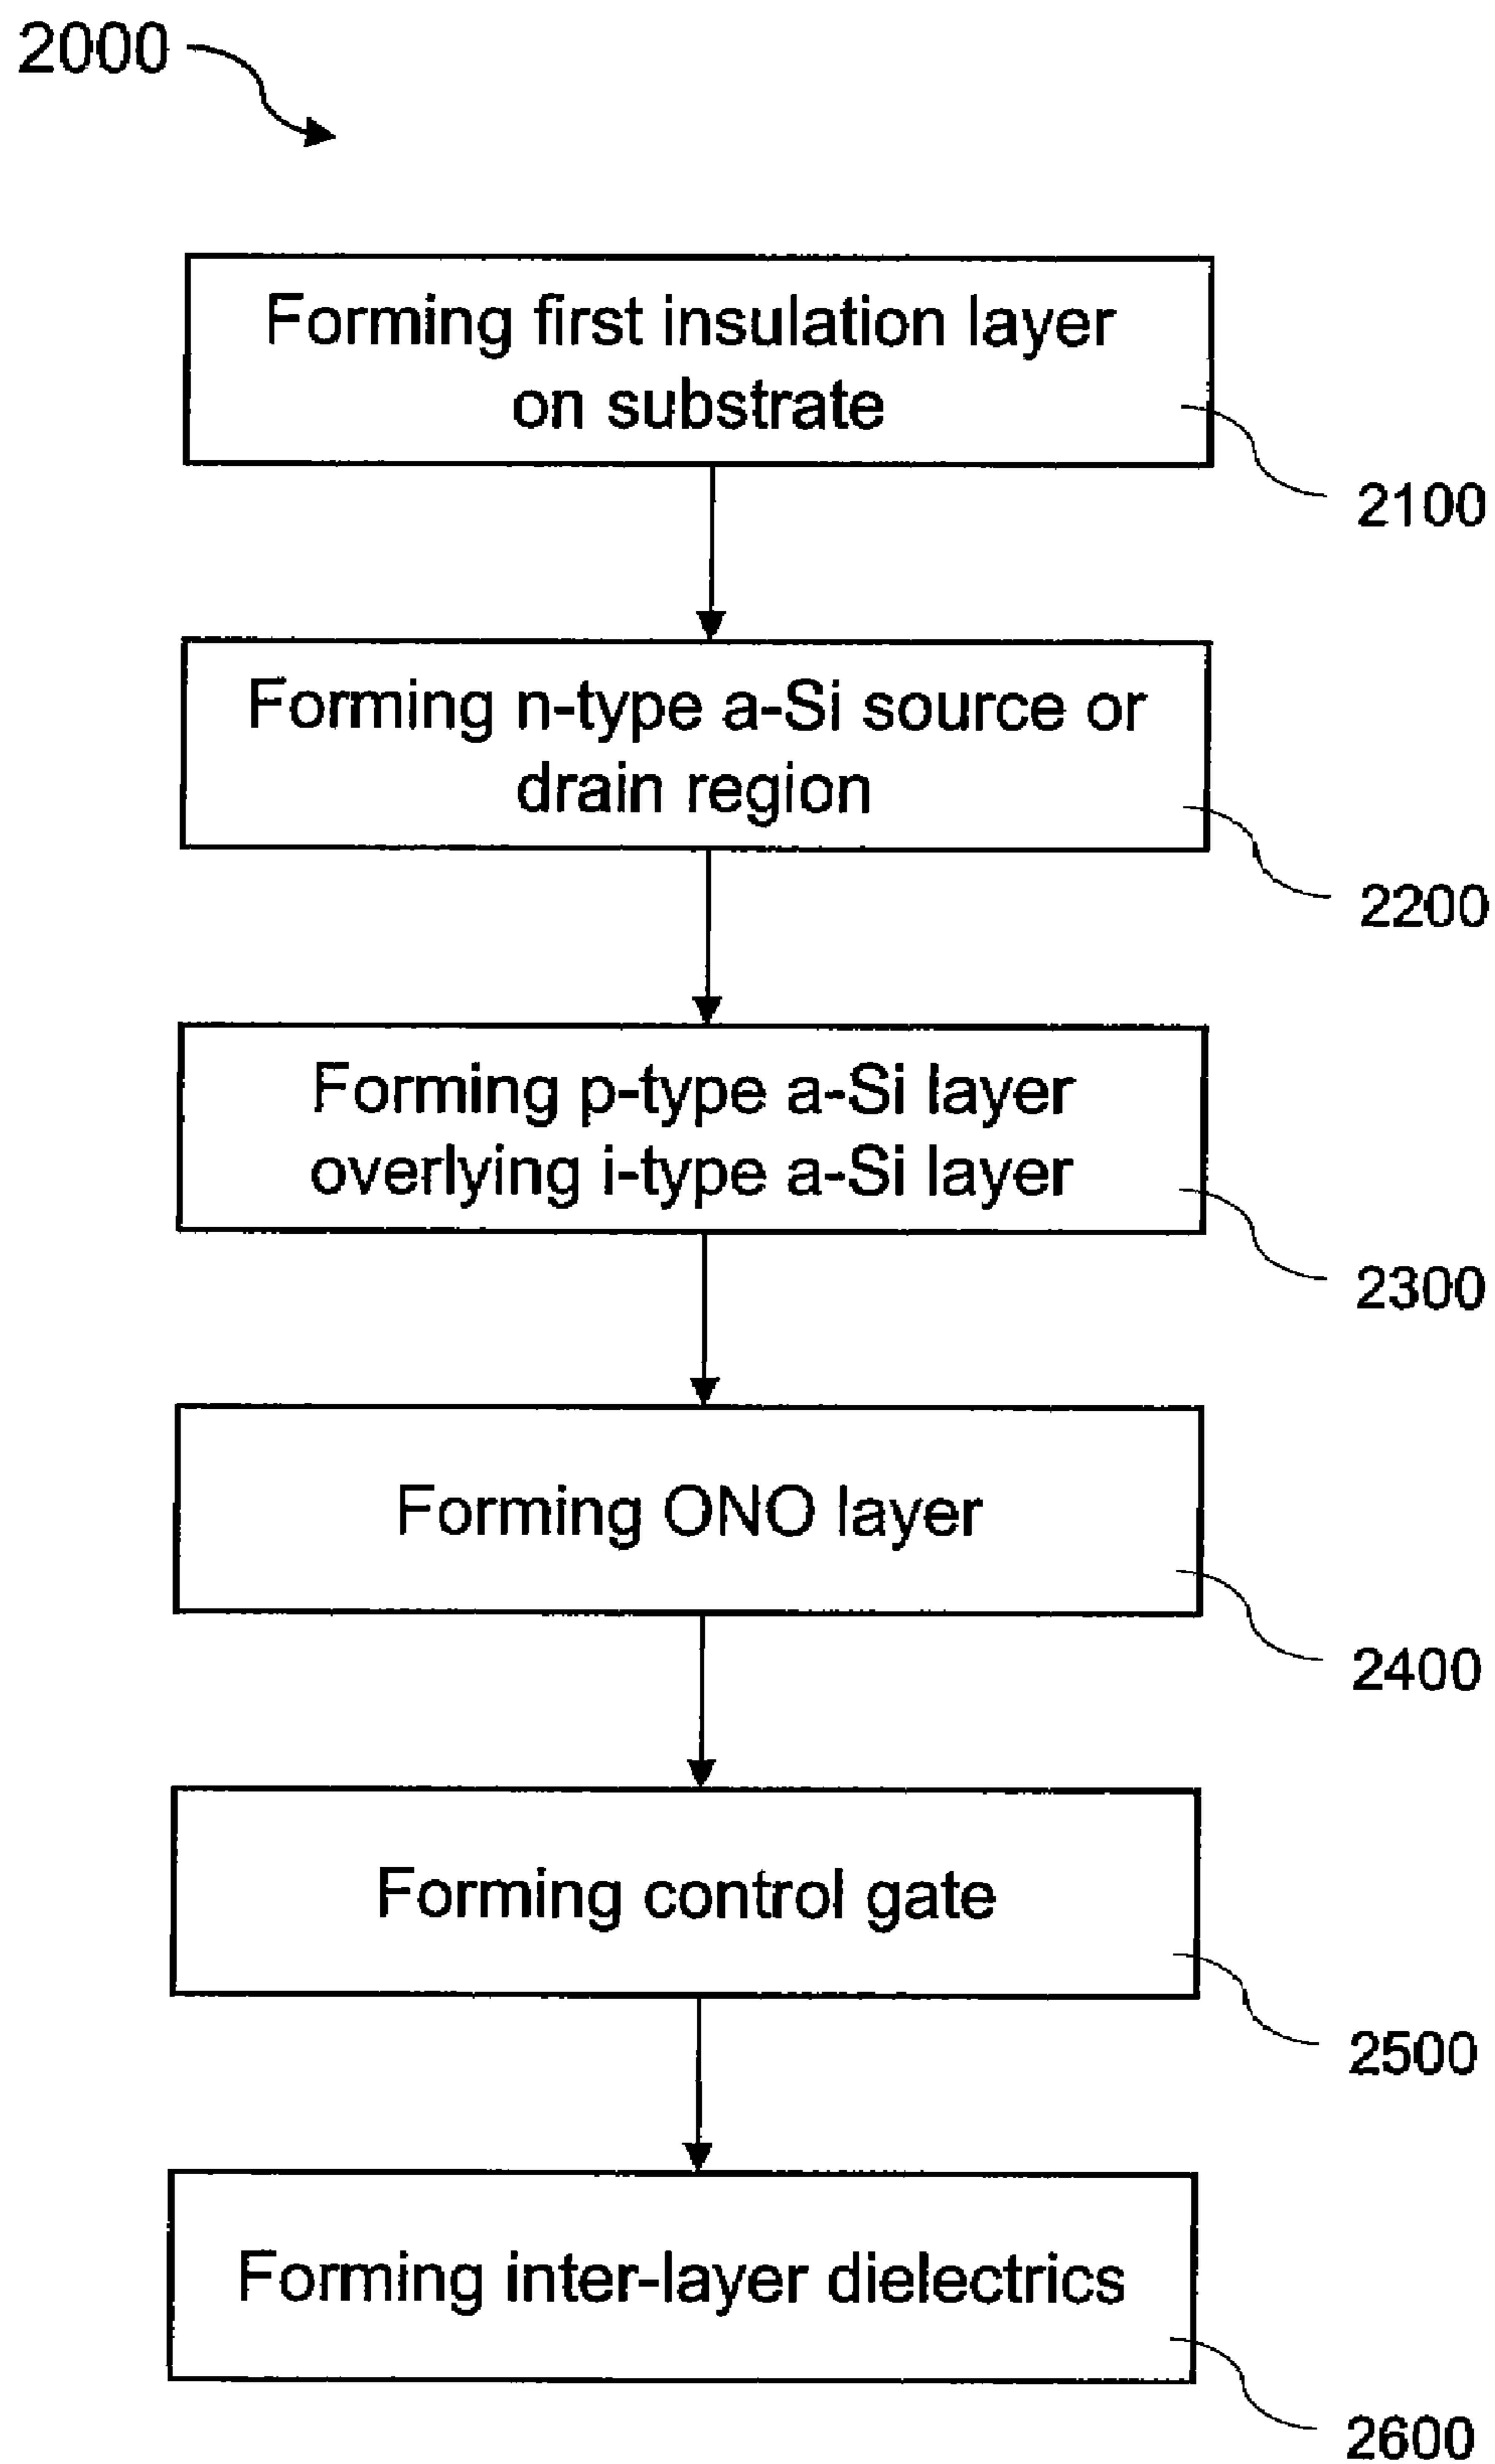 2000
Forming first insulation layer
on substrate
2100
Forming n-type a-Si source or
drain region
2200
Forming p-type a-Si layer
overlying i-type a-Si layer
2300
Forming ONO layer
2400
Forming control gate
2500
Forming inter-layer dielectrics
2600